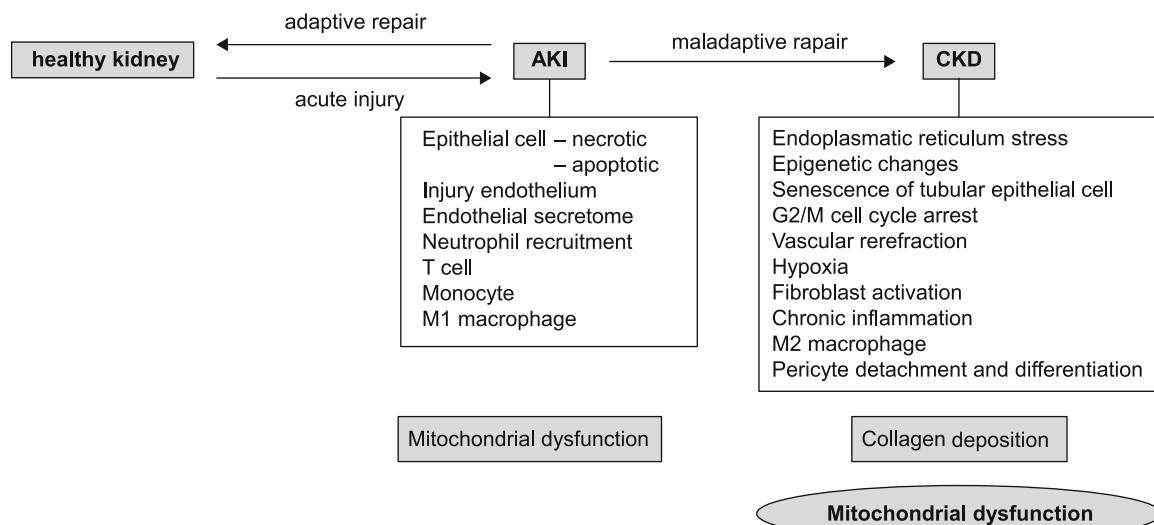 adaptive repair
healthy kidney
acute injury
AKI
maladaptive rapair
CKD
Epithelial cell – necrotic
– apoptotic
Injury endothelium
Endothelial secretome
Neutrophil recruitment
T cell
Monocyte
M1 macrophage
Endoplasmatic reticulum stress
Epigenetic changes
Senescence of tubular epithelial cell
G2/M cell cycle arrest
Vascular rerefraction
Hypoxia
Fibroblast activation
Chronic inflammation
M2 macrophage
Pericyte detachment and differentiation
Mitochondrial dysfunction
Collagen deposition
Mitochondrial dysfunction